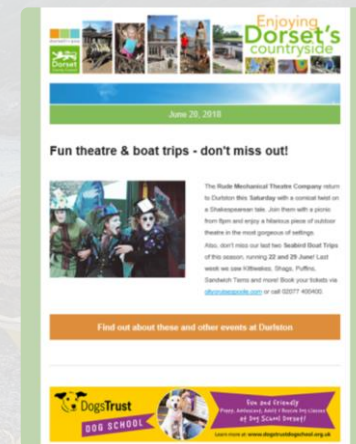 Enjoying
Dorset's
countryside
Dorset
June 20, 2018
Fun theatre & boat trips - don't miss out!
The Rude Mechanical Theatre Company return
to Durlston this Saturday with a comical twist on
a Shakespearean tale. Join them with a picnic
from 6pm and enjoy a hilarious piece of outdoor
theatre in the most gorgeous of settings.
Also, don't miss our last two Seabird Boat Trips
of this season, running 22 and 29 June! Last
week we saw Kittiwakes, Shags, Puffins,
Sandwich Terns and more! Book your tickets via
or call 02077 400400.
Find out about these and other events at Durlston
DogsTrust
DOG SCHOOL
Fun and Friendly
Puppy, Adolescent, Adult & Rescue Dog classes
at Dog School Dorset!
Learn more at www.dogstrustdogschool.org.uk